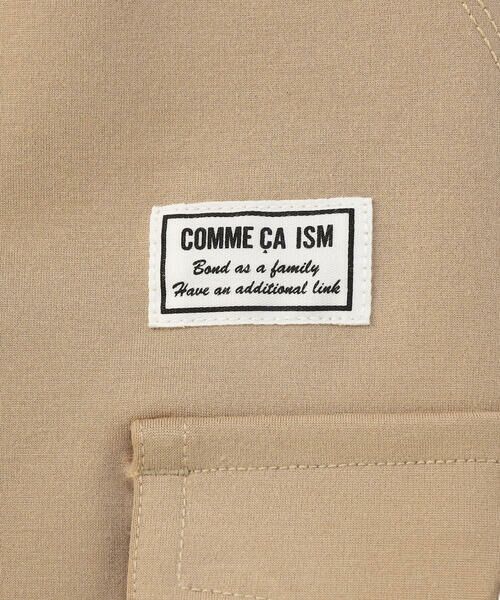 COMME ÇA ISM
Bond as a family
Have an additional link